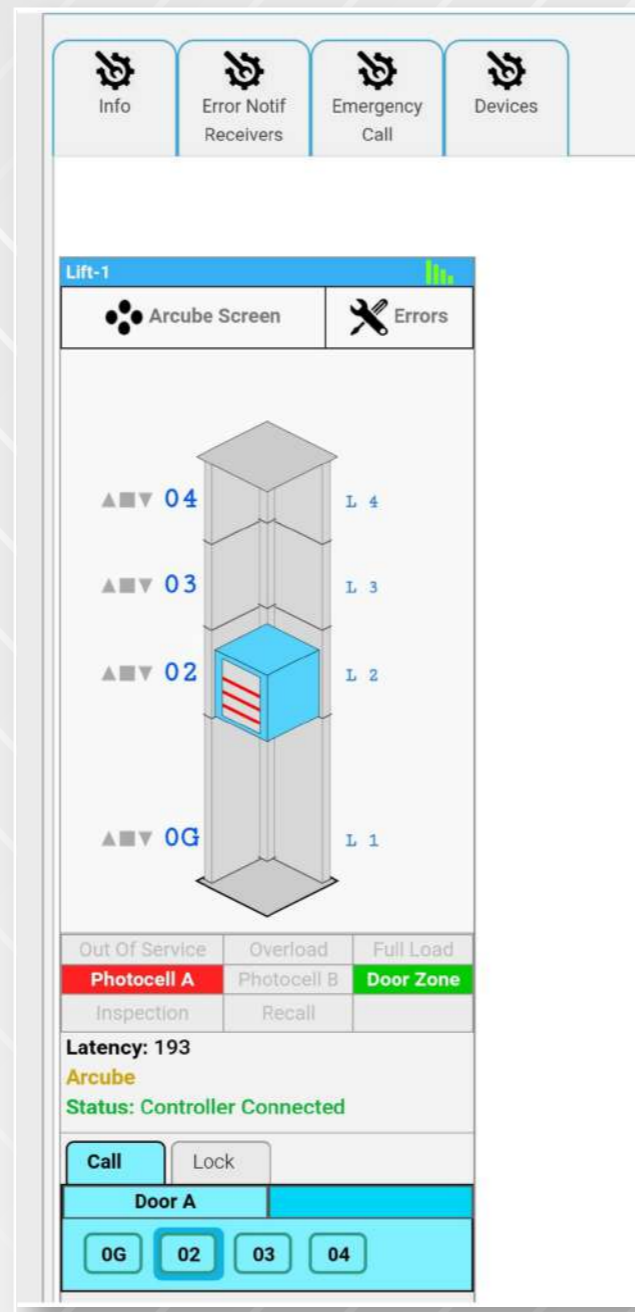 Info
Error Notif
Receivers
Emergency
Call
Devices
Lift-1
Arcube Screen
Errors
▲■▼ 04 L 4
▲■▼ 03 L 3
▲■▼ 02 L 2
▲■▼ 0G L 1
Out Of Service Overload Full Load
Photocell A Photocell B Door Zone
Inspection Recall
Latency: 193
Arcube
Status: Controller Connected
Call Lock
Door A
0G 02 03 04